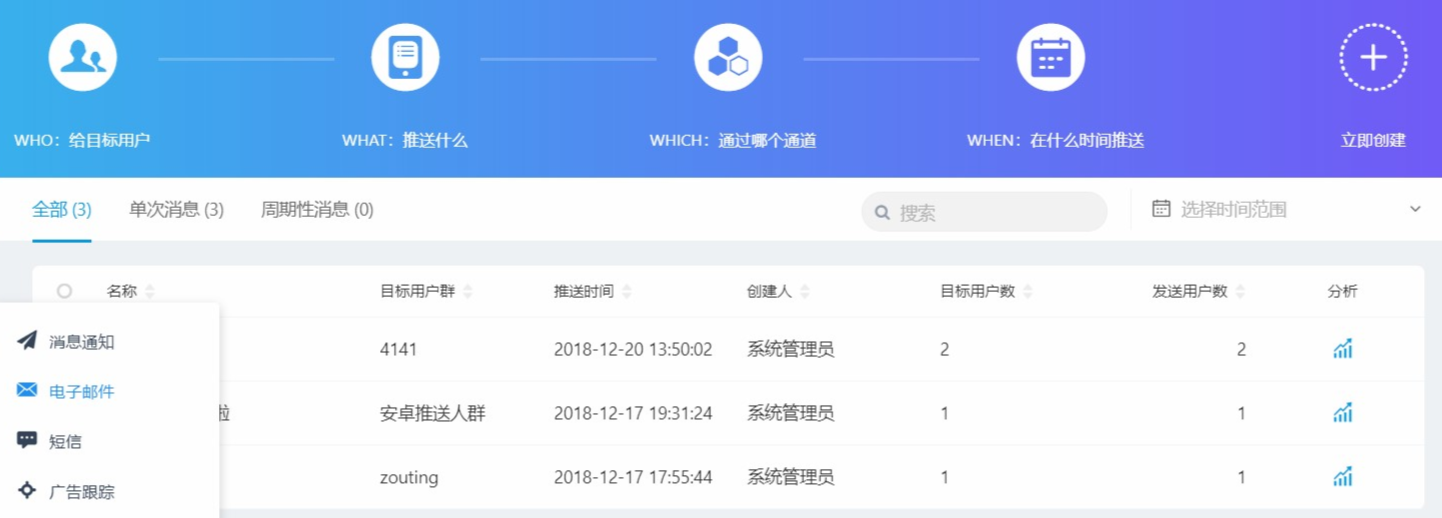 WHO：给目标用户
WHAT：推送什么
WHICH：通过哪个通道
WHEN：在什么时间推送
立即创建
全部 (3) 单次消息 (3) 周期性消息 (0) 搜索 选择时间范围
名称 目标用户群 推送时间 创建人 目标用户数 发送用户数 分析
消息通知
4141 2018-12-20 13:50:02 系统管理员 2 2
电子邮件
啦 安卓推送人群 2018-12-17 19:31:24 系统管理员 1 1
短信
zouting 2018-12-17 17:55:44 系统管理员 1 1
广告跟踪